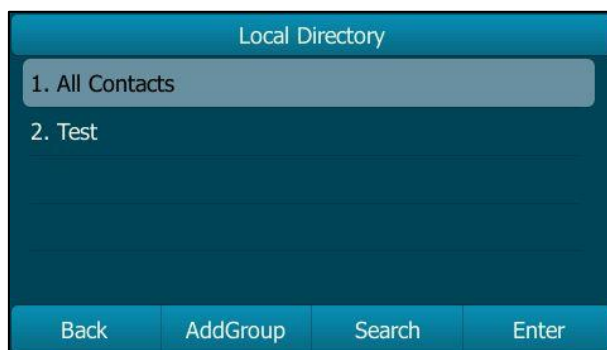 Local Directory
1. All Contacts
2. Test
Back AddGroup Search Enter